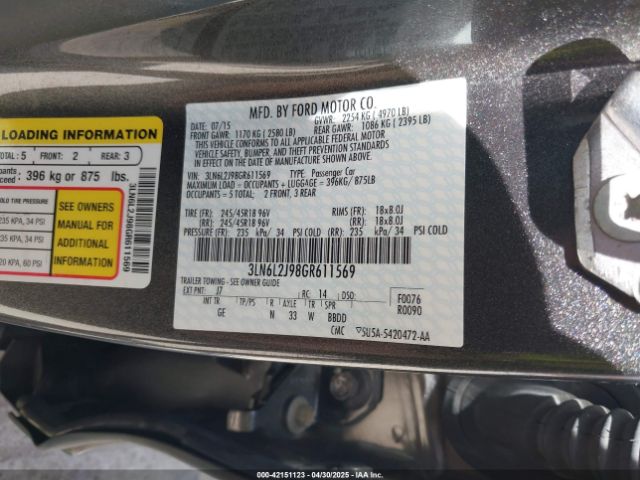 LOADING INFORMATION
TOTAL: 5 FRONT: 2 REAR: 3
396 kg or 875 lbs.
COLD TIRE PRESSURE
235 KPA, 34 PSI
235 KPA, 34 PSI
420 KPA, 60 PSI
SEE OWNERS
MANUAL FOR
ADDITIONAL
INFORMATION
3LN6L2J98GR611569
MFD. BY FORD MOTOR CO.
DATE: 07/15 GVWR: 2254 KG ( 4970 LB)
FRONT GAWR: 1170 KG ( 2580 LB) REAR GAWR: 1086 KG ( 2395 LB)
THIS VEHICLE CONFORMS TO ALL APPLICABLE FEDERAL MOTOR VEHICLE
SAFETY, BUMPER, AND THEFT PREVENTION STANDARDS
IN EFFECT ON THE DATE OF MANUFACTURE SHOWN ABOVE.
VIN: 3LN6L2J98GR611569 TYPE: Passenger Car
MAXIMUM LOAD = OCCUPANTS + LUGGAGE = 396KG/ 875LB
OCCUPANTS = 5 TOTAL: 2 FRONT, 3 REAR
TIRE (FR): 245/45R18 96V RIMS (FR): 18x8.0J
(RR): 245/45R18 96V (RR): 18x8.0J
PRESSURE (FR): 235 kPa/ 34 PSI COLD (RR): 235 kPa/ 34 PSI COLD
3LN6L2J98GR611569
TRAILER TOWING - SEE OWNER GUIDE
EXT PNT: J7 RC: 14 DSO: F0076
INT TR TP/PS R AXLE TR SPR R0090
GE N 33 W BBDD
CMC 5U5A-5420472-AA
000-42151123 - 04/30/2025 - IAAI.COM